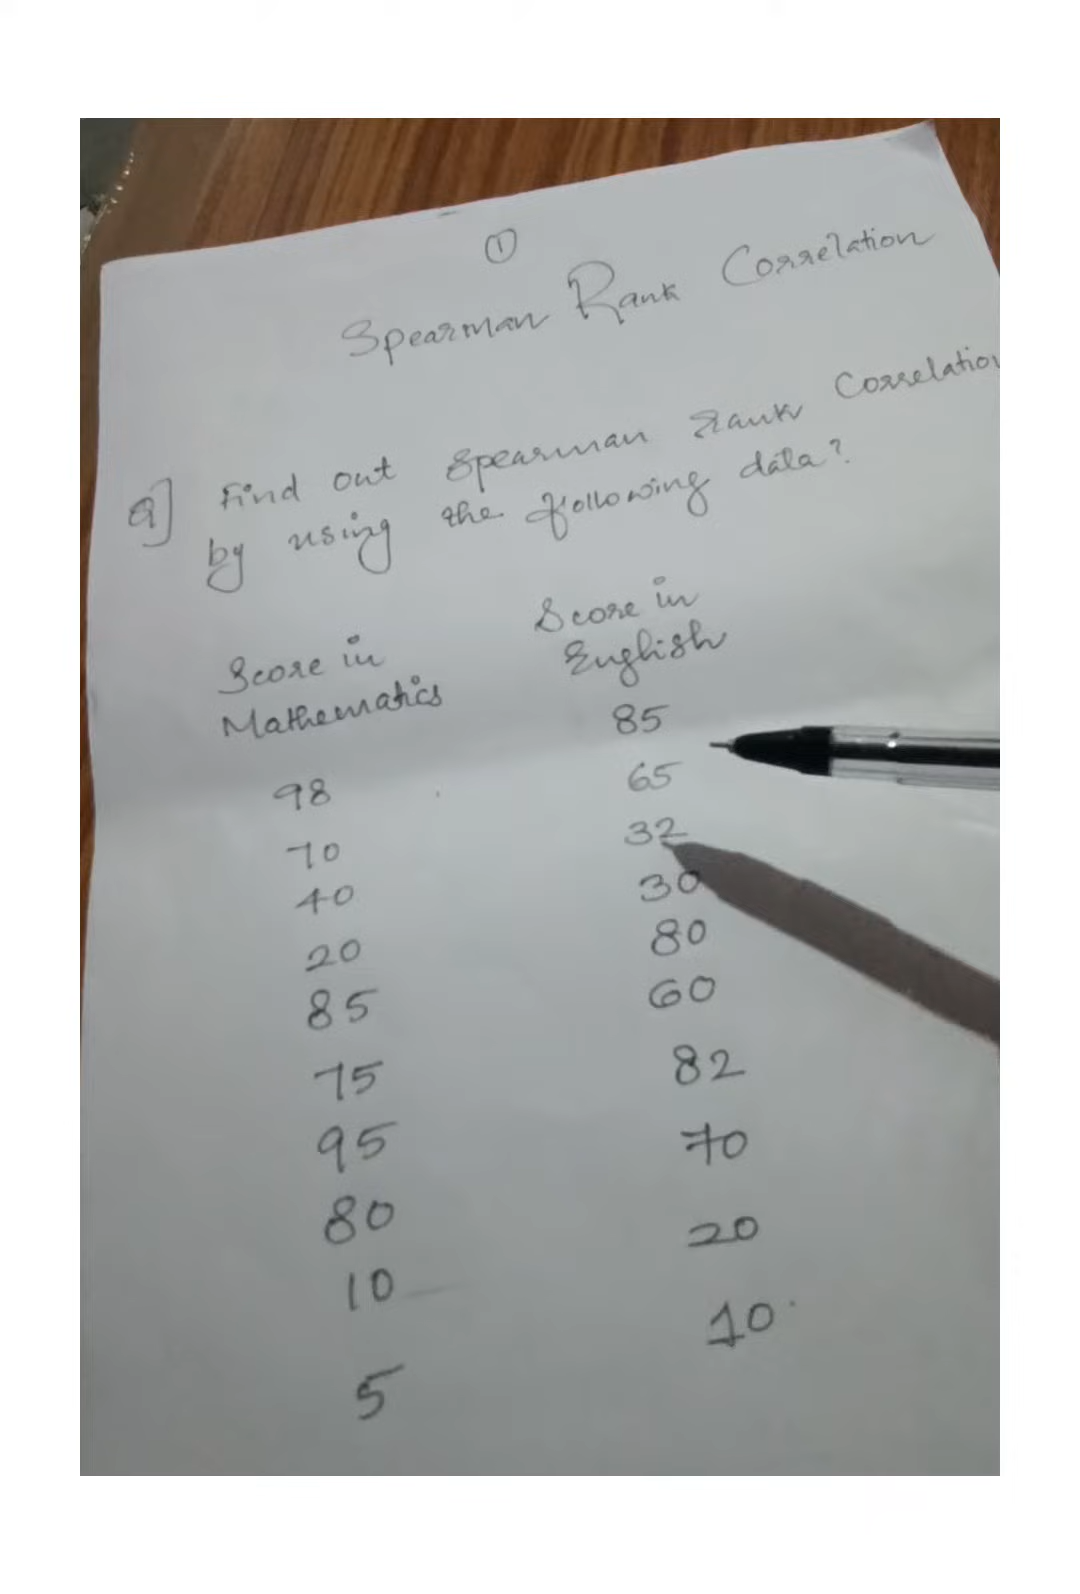 1
Spearman Rank Correlation
Q] Find out spearman rank Correlation
by using the following data?
Score in Mathematics
Score in English
98 85
70 65
40 32
20 30
85 80
75 60
95 82
80 70
10 20
5 10